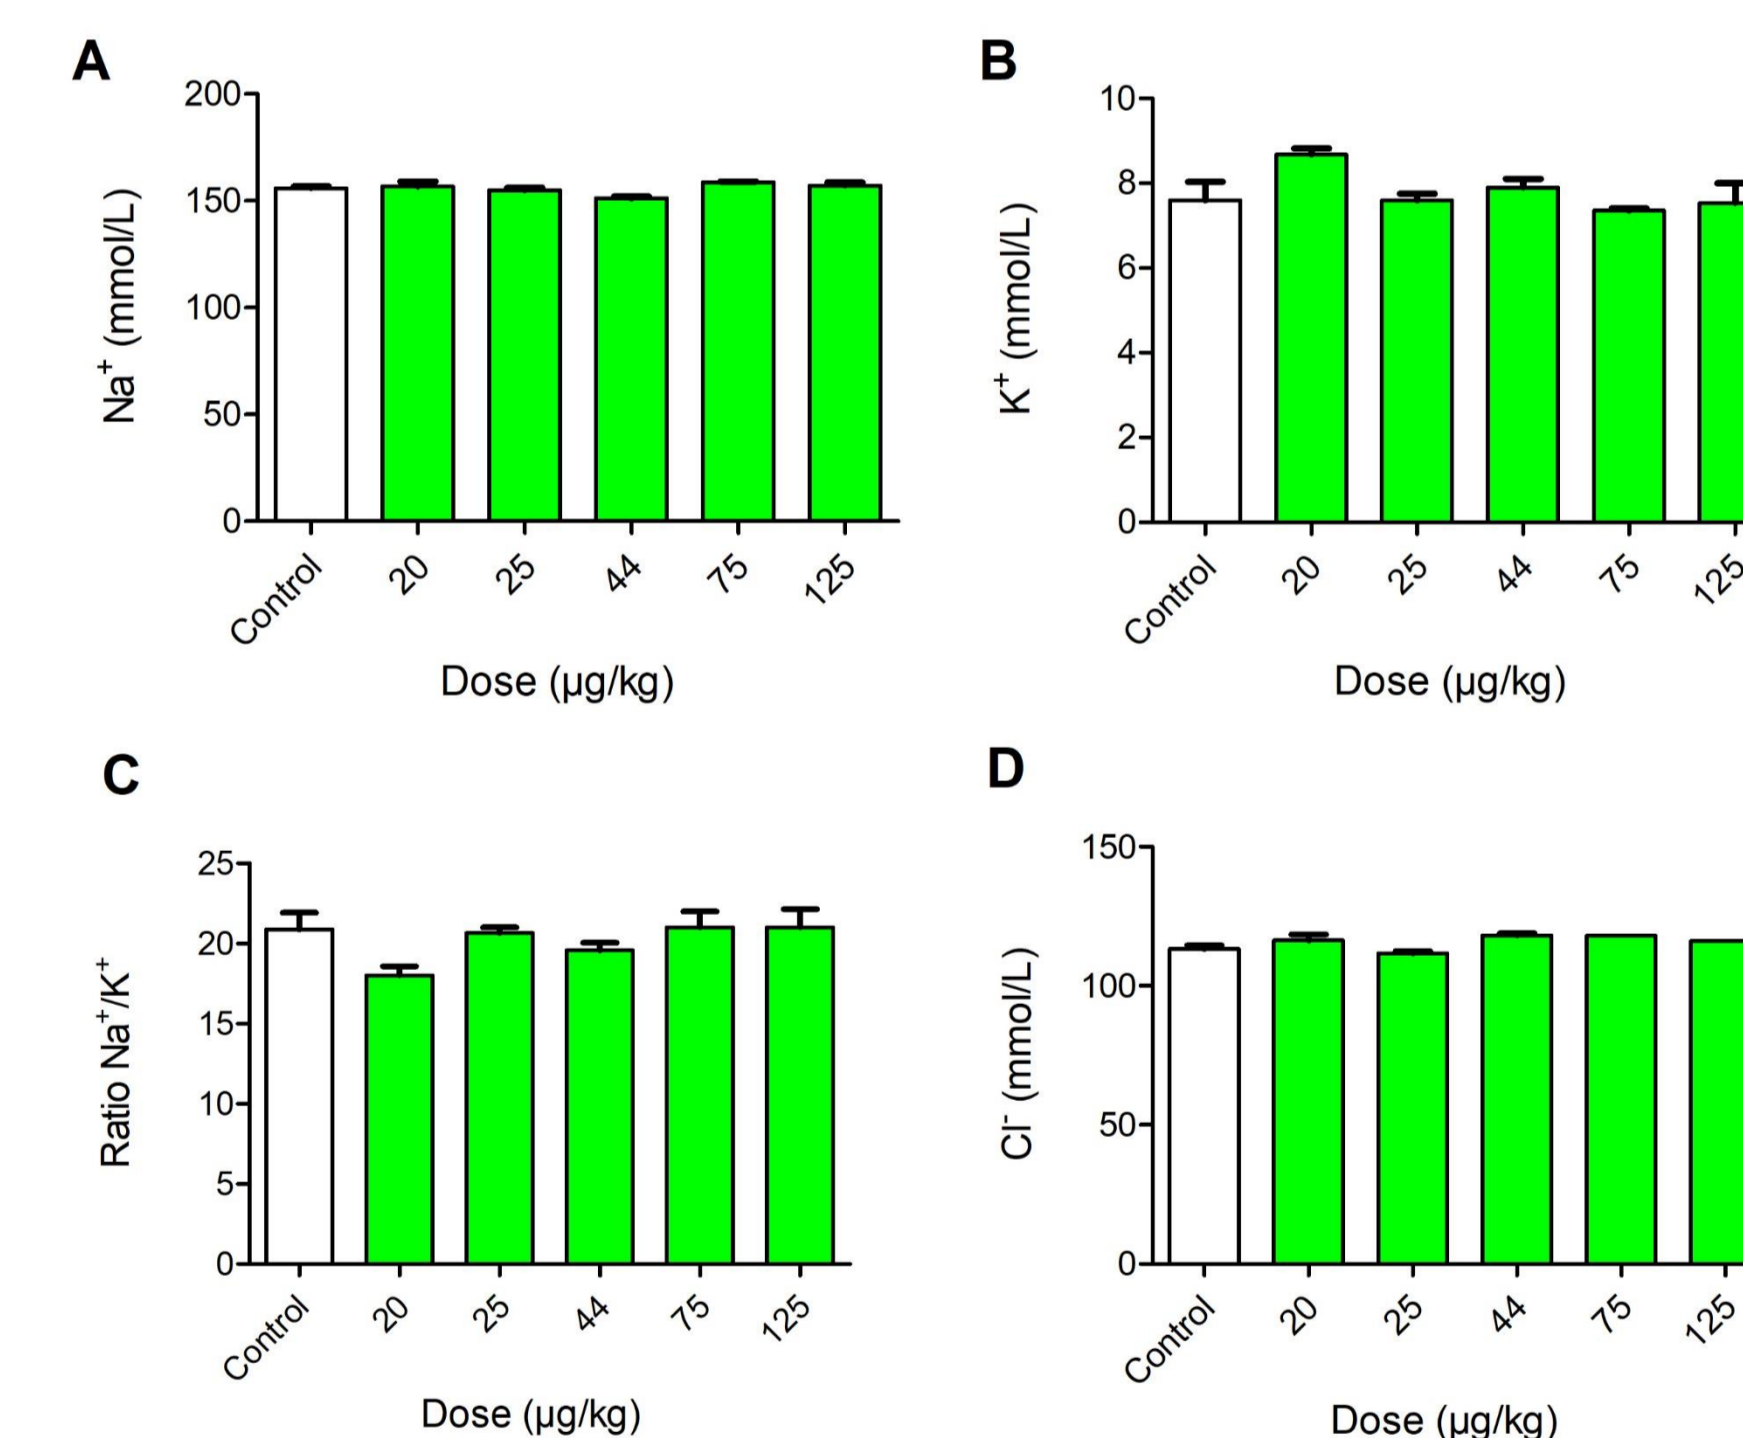 A
200
150
100
50
0
Na+ (mmol/L)
Control 20 25 44 75 125
Dose (µg/kg)
B
10
8
6
4
2
0
K+ (mmol/L)
Control 20 25 44 75 125
Dose (µg/kg)
C
25
20
15
10
5
0
Ratio Na+/K+
Control 20 25 44 75 125
Dose (µg/kg)
D
150
100
50
0
Cl- (mmol/L)
Control 20 25 44 75 125
Dose (µg/kg)